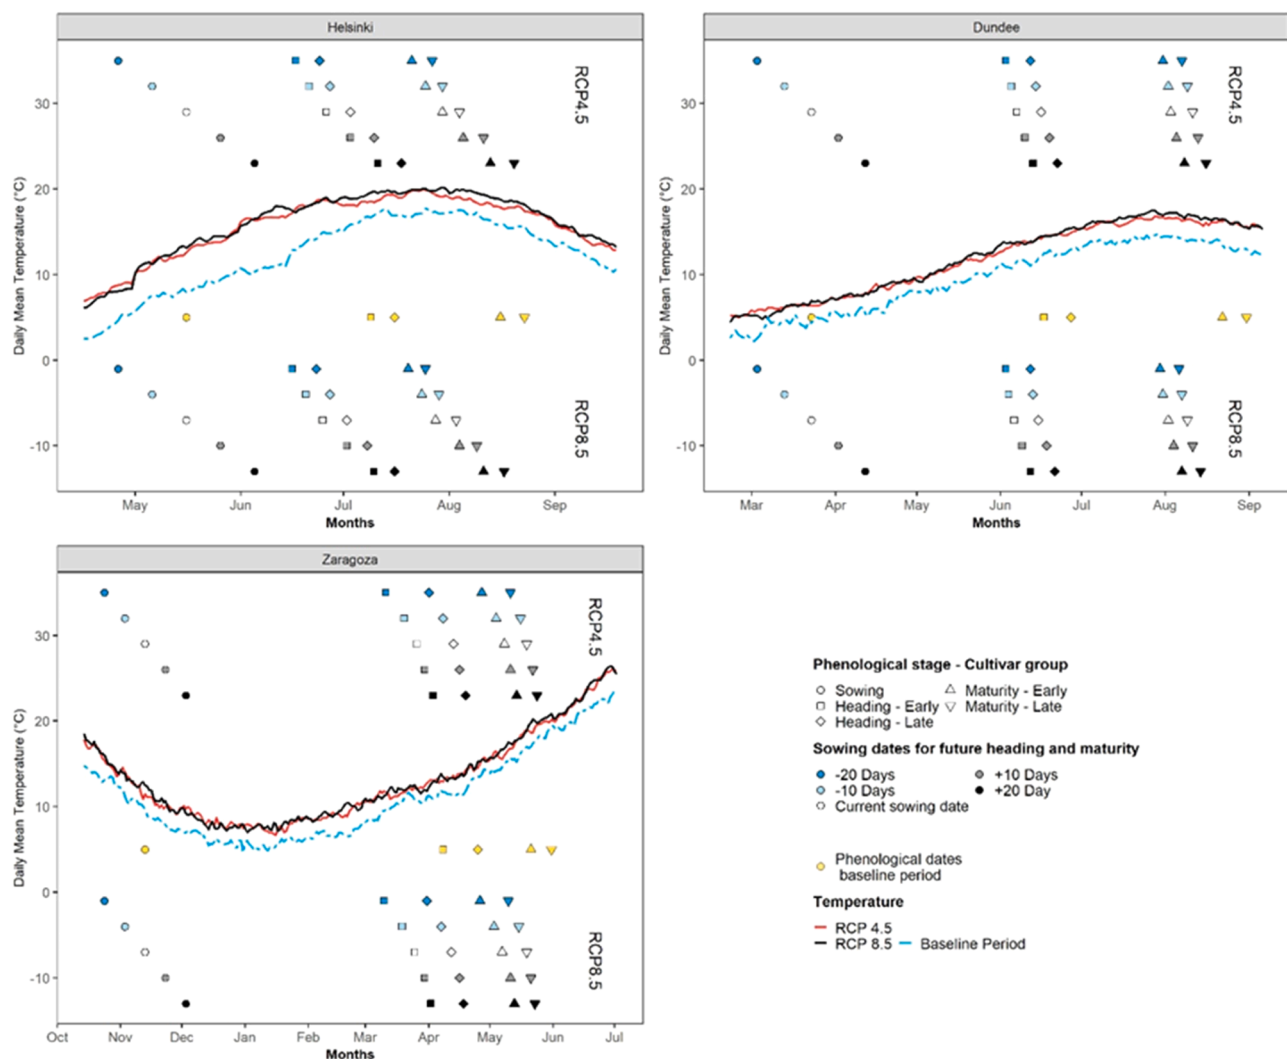 Helsinki
RCP4.5
30
20
10
0
-10
RCP8.5
Daily Mean Temperature (°C)
May Jun Jul Aug Sep
Months
Dundee
RCP4.5
30
20
10
0
-10
RCP8.5
Daily Mean Temperature (°C)
Mar Apr May Jun Jul Aug Sep
Months
Zaragoza
RCP4.5
30
20
10
0
-10
RCP8.5
Daily Mean Temperature (°C)
Oct Nov Dec Jan Feb Mar Apr May Jun Jul
Months
Phenological stage - Cultivar group
Sowing Maturity - Early
Heading - Early Maturity - Late
Heading - Late
Sowing dates for future heading and maturity
-20 Days +10 Days
-10 Days +20 Day
Current sowing date
Phenological dates
baseline period
Temperature
RCP 4.5
RCP 8.5 Baseline Period